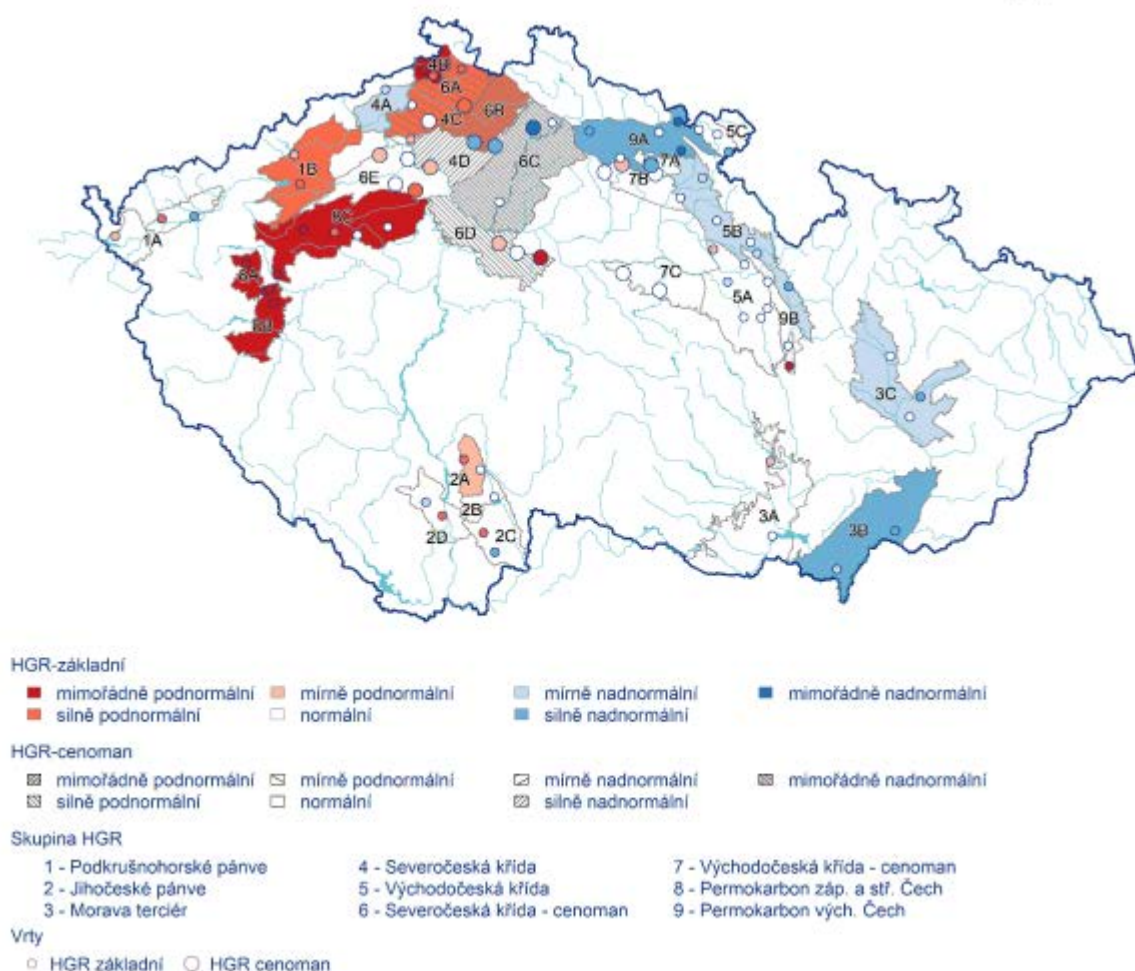 4B
6A
4A
6B
4C
5C
9A
7A
1B
4D
6C
6E
7B
8C
1A
6D
5B
8A
7C
5A
8B
9B
3C
2A
2B
3A
2D
2C
3B
HGR-základní
mimořádně podnormální mírně podnormální mírně nadnormální mimořádně nadnormální
silně podnormální normální silně nadnormální
HGR-cenoman
mimořádně podnormální mírně podnormální mírně nadnormální mimořádně nadnormální
silně podnormální normální silně nadnormální
Skupina HGR
1 - Podkrušnohorské pánve 4 - Severočeská křída 7 - Východočeská křída - cenoman
2 - Jihočeské pánve 5 - Východočeská křída 8 - Permokarbon záp. a stř. Čech
3 - Morava terciér 6 - Severočeská křída - cenoman 9 - Permokarbon vých. Čech
Vrty
HGR základní HGR cenoman